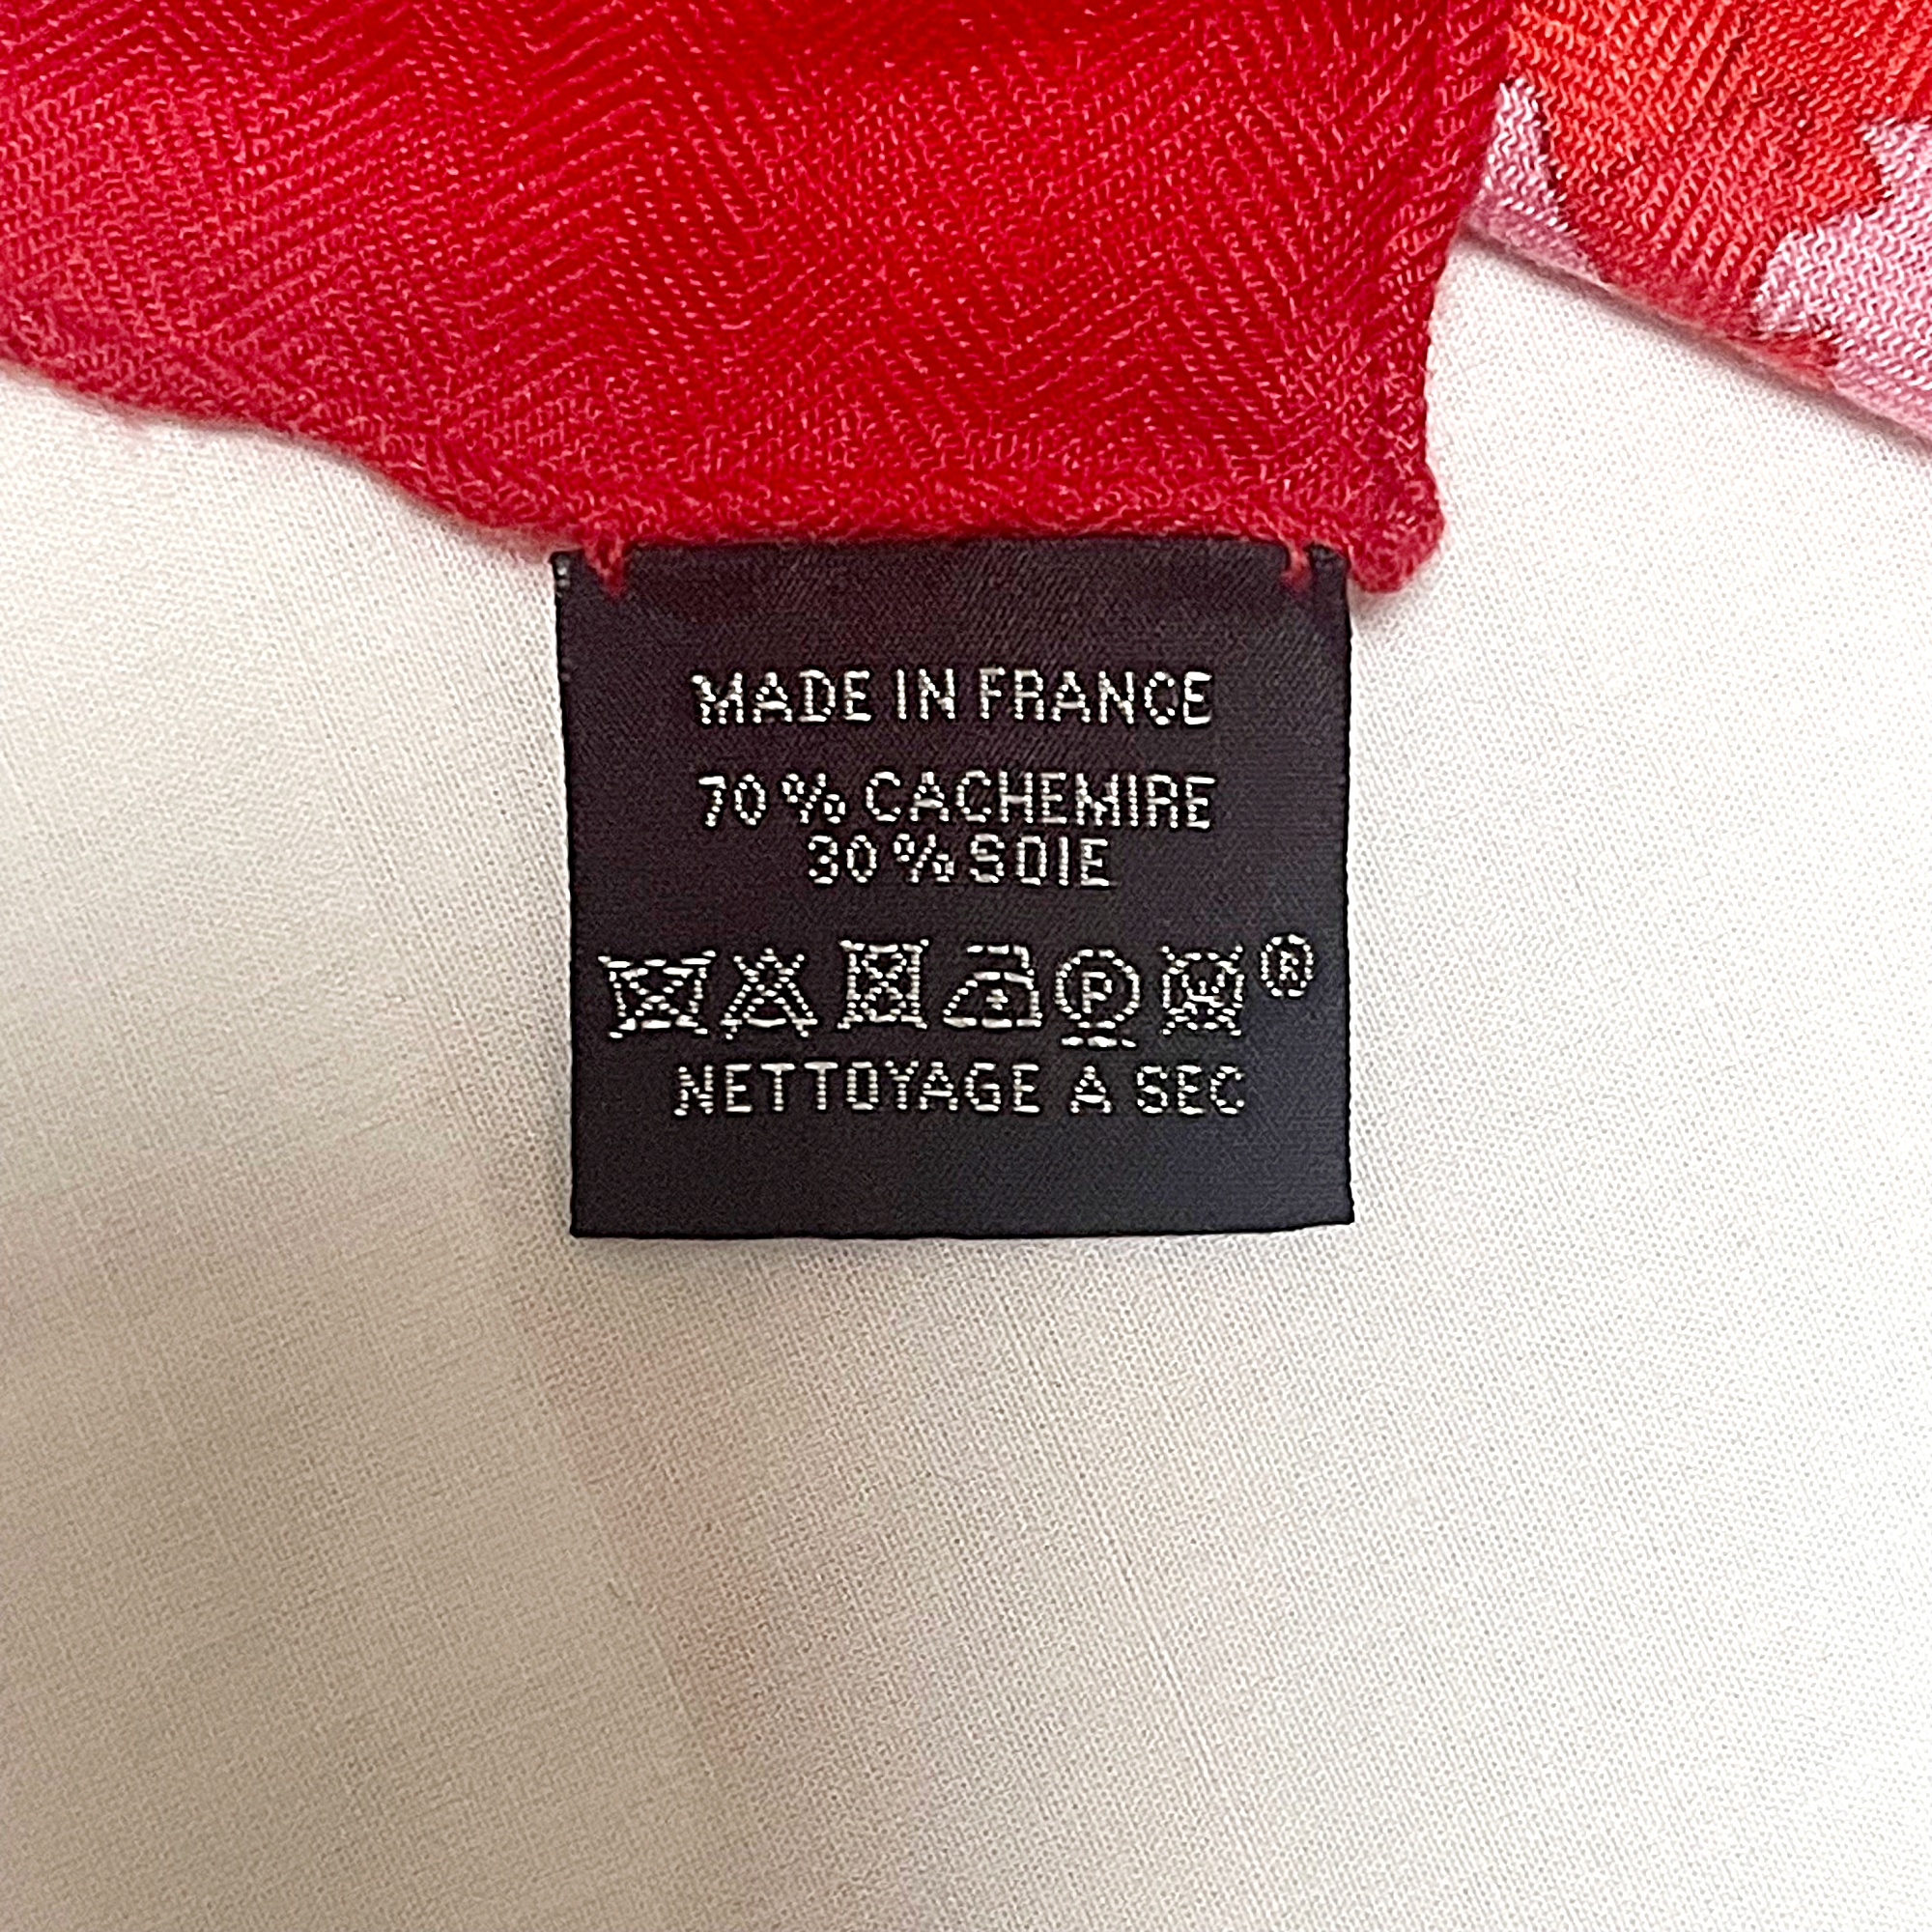 MADE IN FRANCE
70 % CACHEMIRE
30 % SOIE
P W ®
NETTOYAGE A SEC